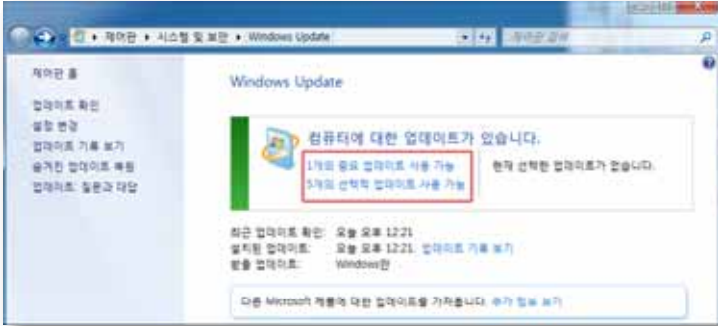 제어판 ▸ 시스템 및 보안 ▸ Windows Update
제어판 검색
제어판 홈
업데이트 확인
설정 변경
업데이트 기록 보기
숨겨진 업데이트 복원
업데이트: 질문과 대답
Windows Update
컴퓨터에 대한 업데이트가 있습니다.
1개의 중요 업데이트 사용 가능
5개의 선택적 업데이트 사용 가능
현재 선택한 업데이트가 없습니다.
최근 업데이트 확인: 오늘 오후 12:21
설치된 업데이트: 오늘 오후 12:21. 업데이트 기록 보기
받을 업데이트: Windows만
다른 Microsoft 제품에 대한 업데이트를 가져옵니다. 추가 정보 보기